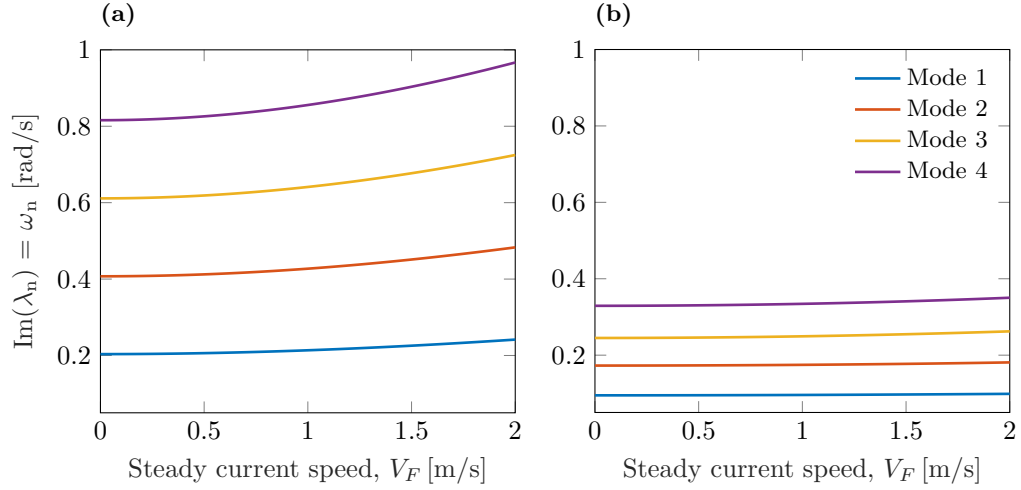 (a)
(b)
Im(λₙ) = ωₙ [rad/s]
1
0.8
0.6
0.4
0.2
0 0.5 1 1.5 2
Steady current speed, V_F [m/s]
1
0.8
0.6
0.4
0.2
0 0.5 1 1.5 2
Steady current speed, V_F [m/s]
Mode 1
Mode 2
Mode 3
Mode 4